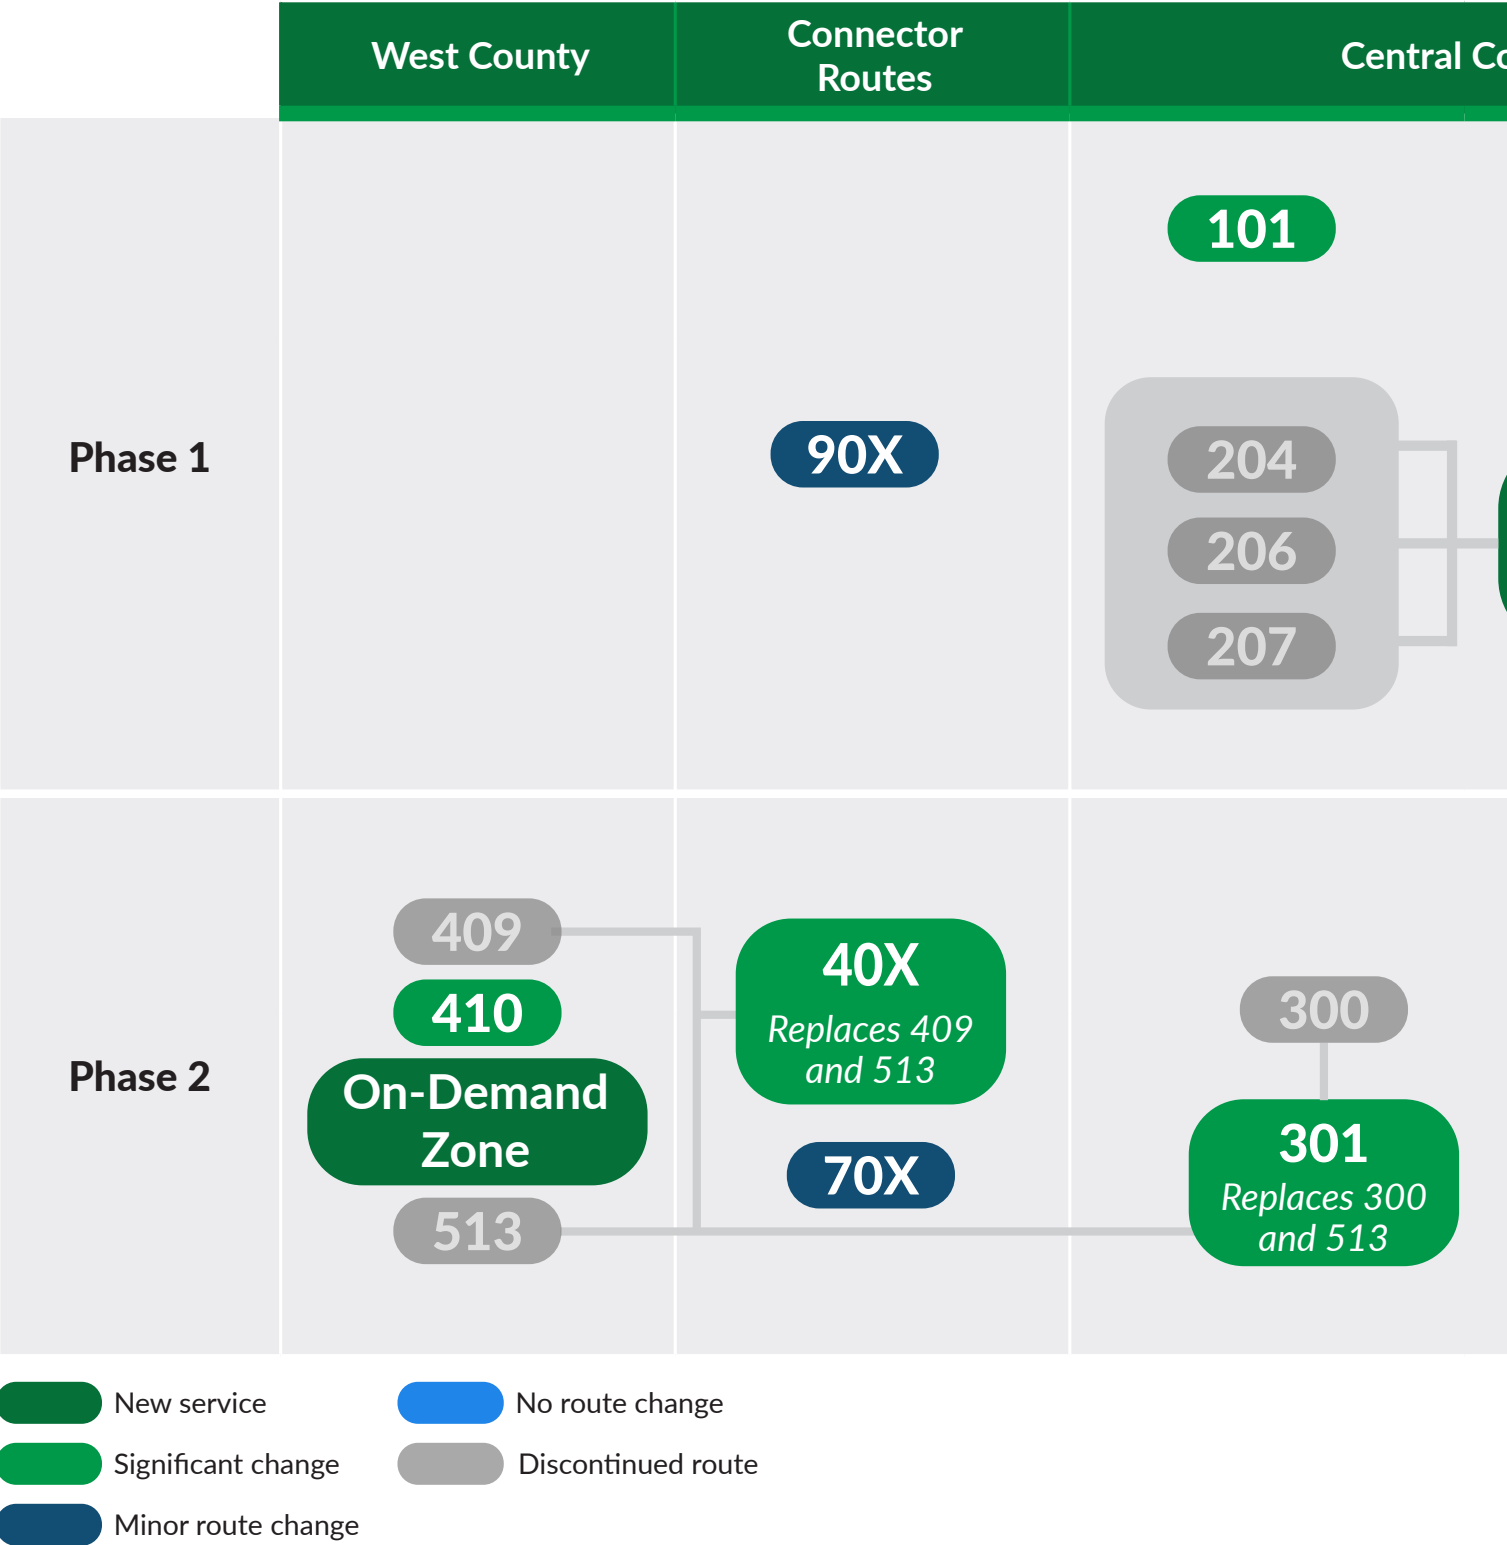 West County
Connector
Routes
Central Co
Phase 1
101
90X
204
206
207
Phase 2
409
410
On-Demand
Zone
513
40X
Replaces 409
and 513
70X
300
301
Replaces 300
and 513
New service
No route change
Significant change
Discontinued route
Minor route change